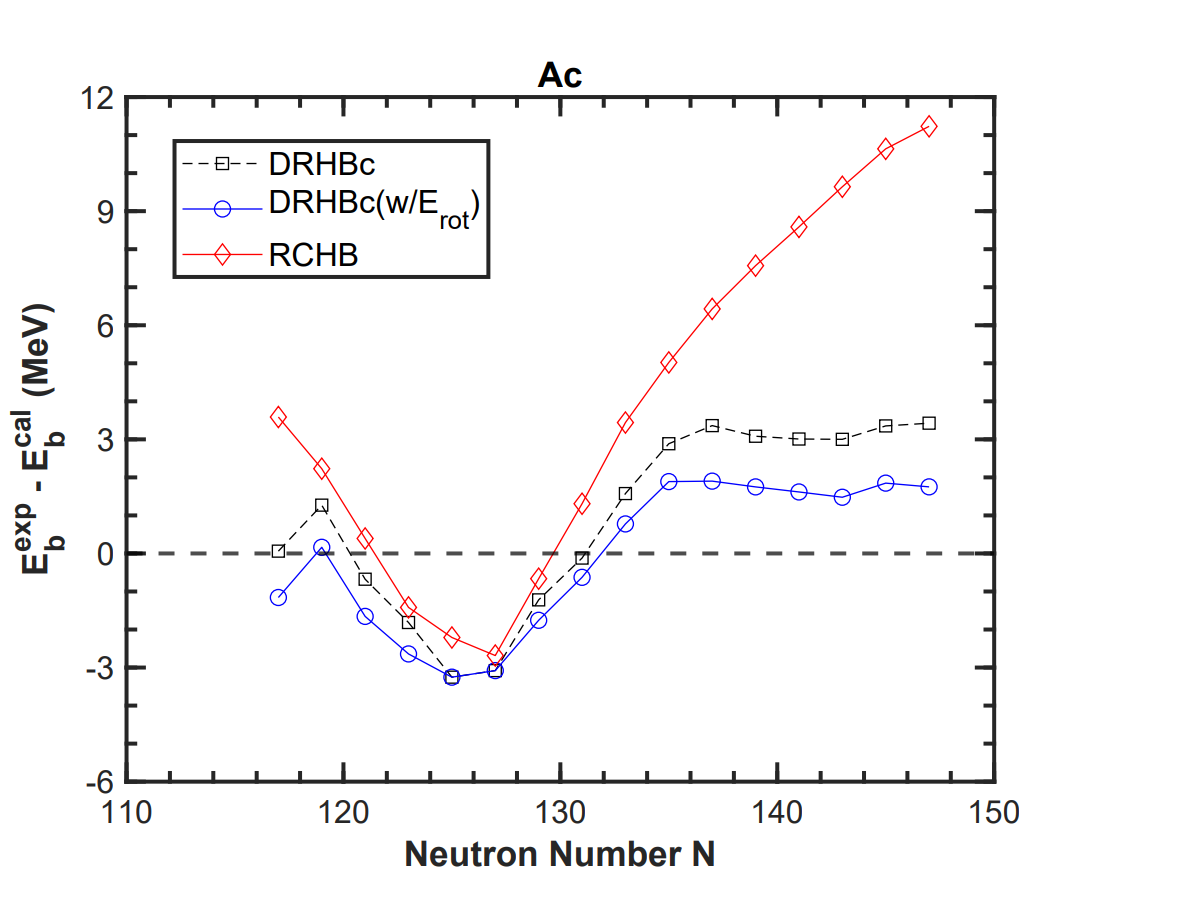 Ac
12
9
6
3
0
-3
-6
110
120
130
140
150
DRHBc
DRHBc(w/E_rot)
RCHB
E_b^exp - E_b^cal (MeV)
Neutron Number N